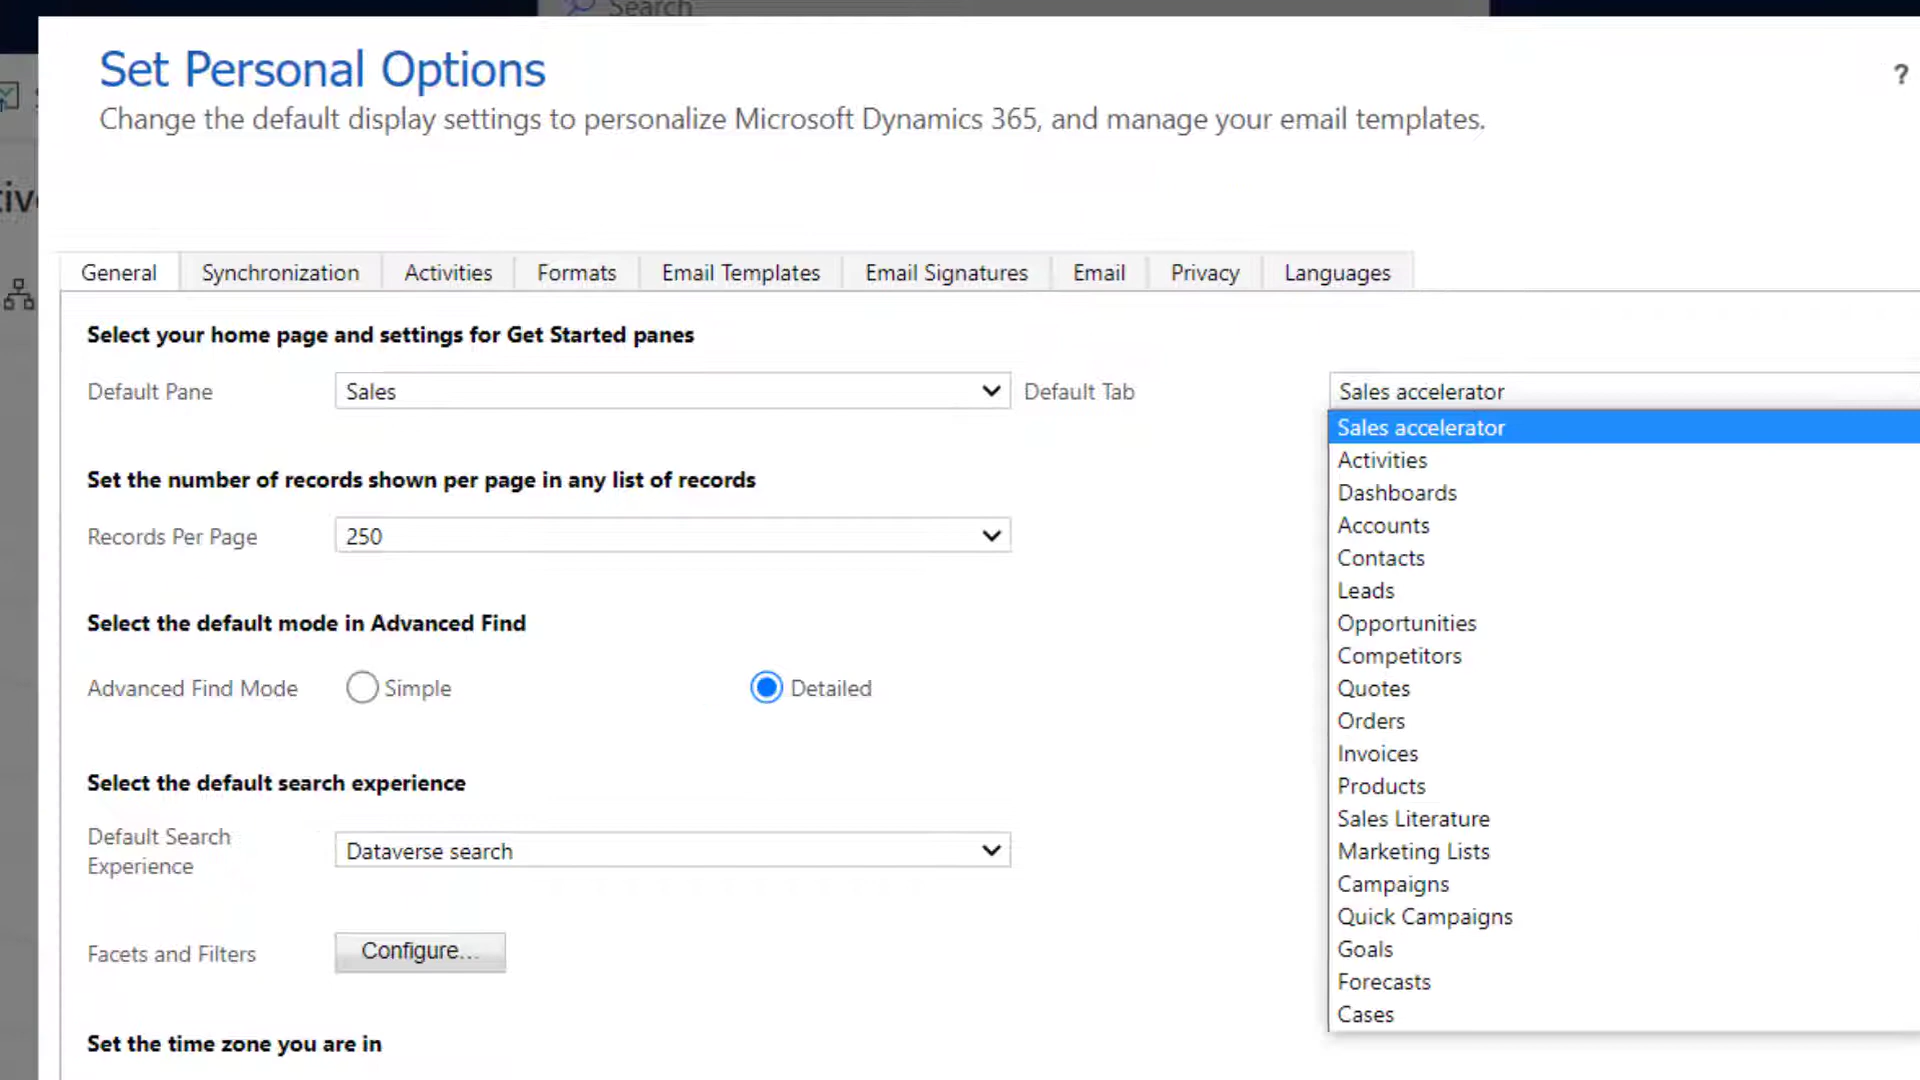 Search
Set Personal Options
?
Change the default display settings to personalize Microsoft Dynamics 365, and manage your email templates.
General Synchronization Activities Formats Email Templates Email Signatures Email Privacy Languages
Select your home page and settings for Get Started panes
Default Pane Sales Default Tab Sales accelerator
Sales accelerator
Activities
Dashboards
Accounts
Contacts
Leads
Opportunities
Competitors
Quotes
Orders
Invoices
Products
Sales Literature
Marketing Lists
Campaigns
Quick Campaigns
Goals
Forecasts
Cases
Set the number of records shown per page in any list of records
Records Per Page 250
Select the default mode in Advanced Find
Advanced Find Mode Simple Detailed
Select the default search experience
Default Search
Experience
Dataverse search
Facets and Filters Configure...
Set the time zone you are in